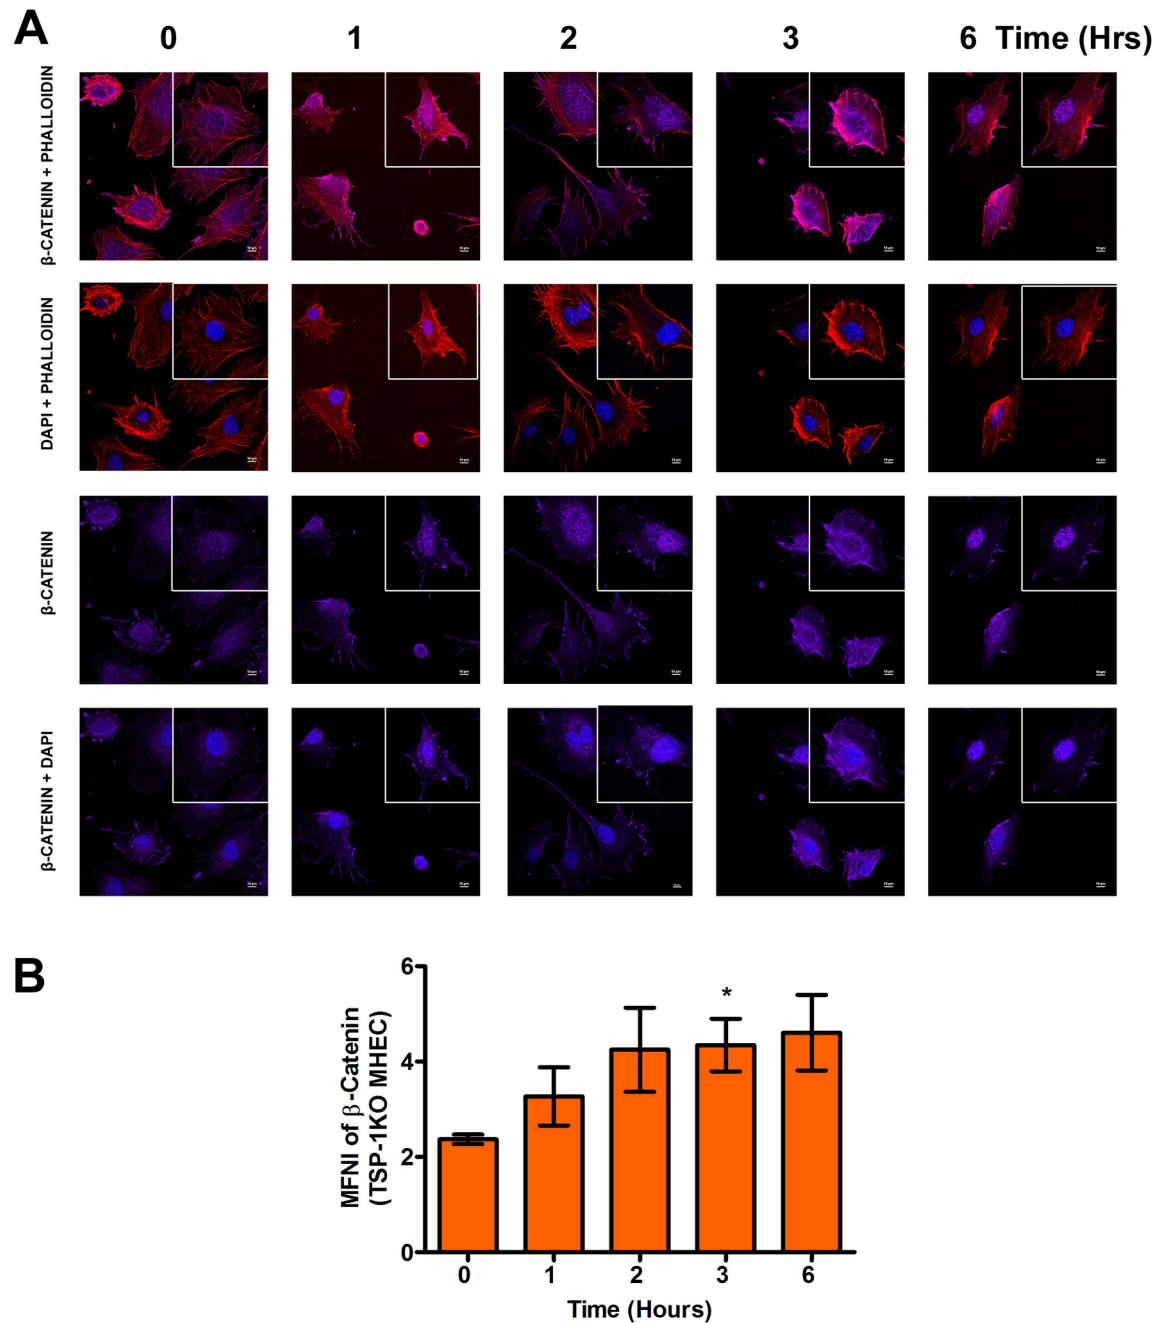 A
0 1 2 3 6 Time (Hrs)
β-CATENIN + PHALLOIDIN
DAPI + PHALLOIDIN
β-CATENIN
β-CATENIN + DAPI
B
MFNI of β-Catenin
(TSP-1KO MHEC)
6
4
2
0
*
0 1 2 3 6
Time (Hours)